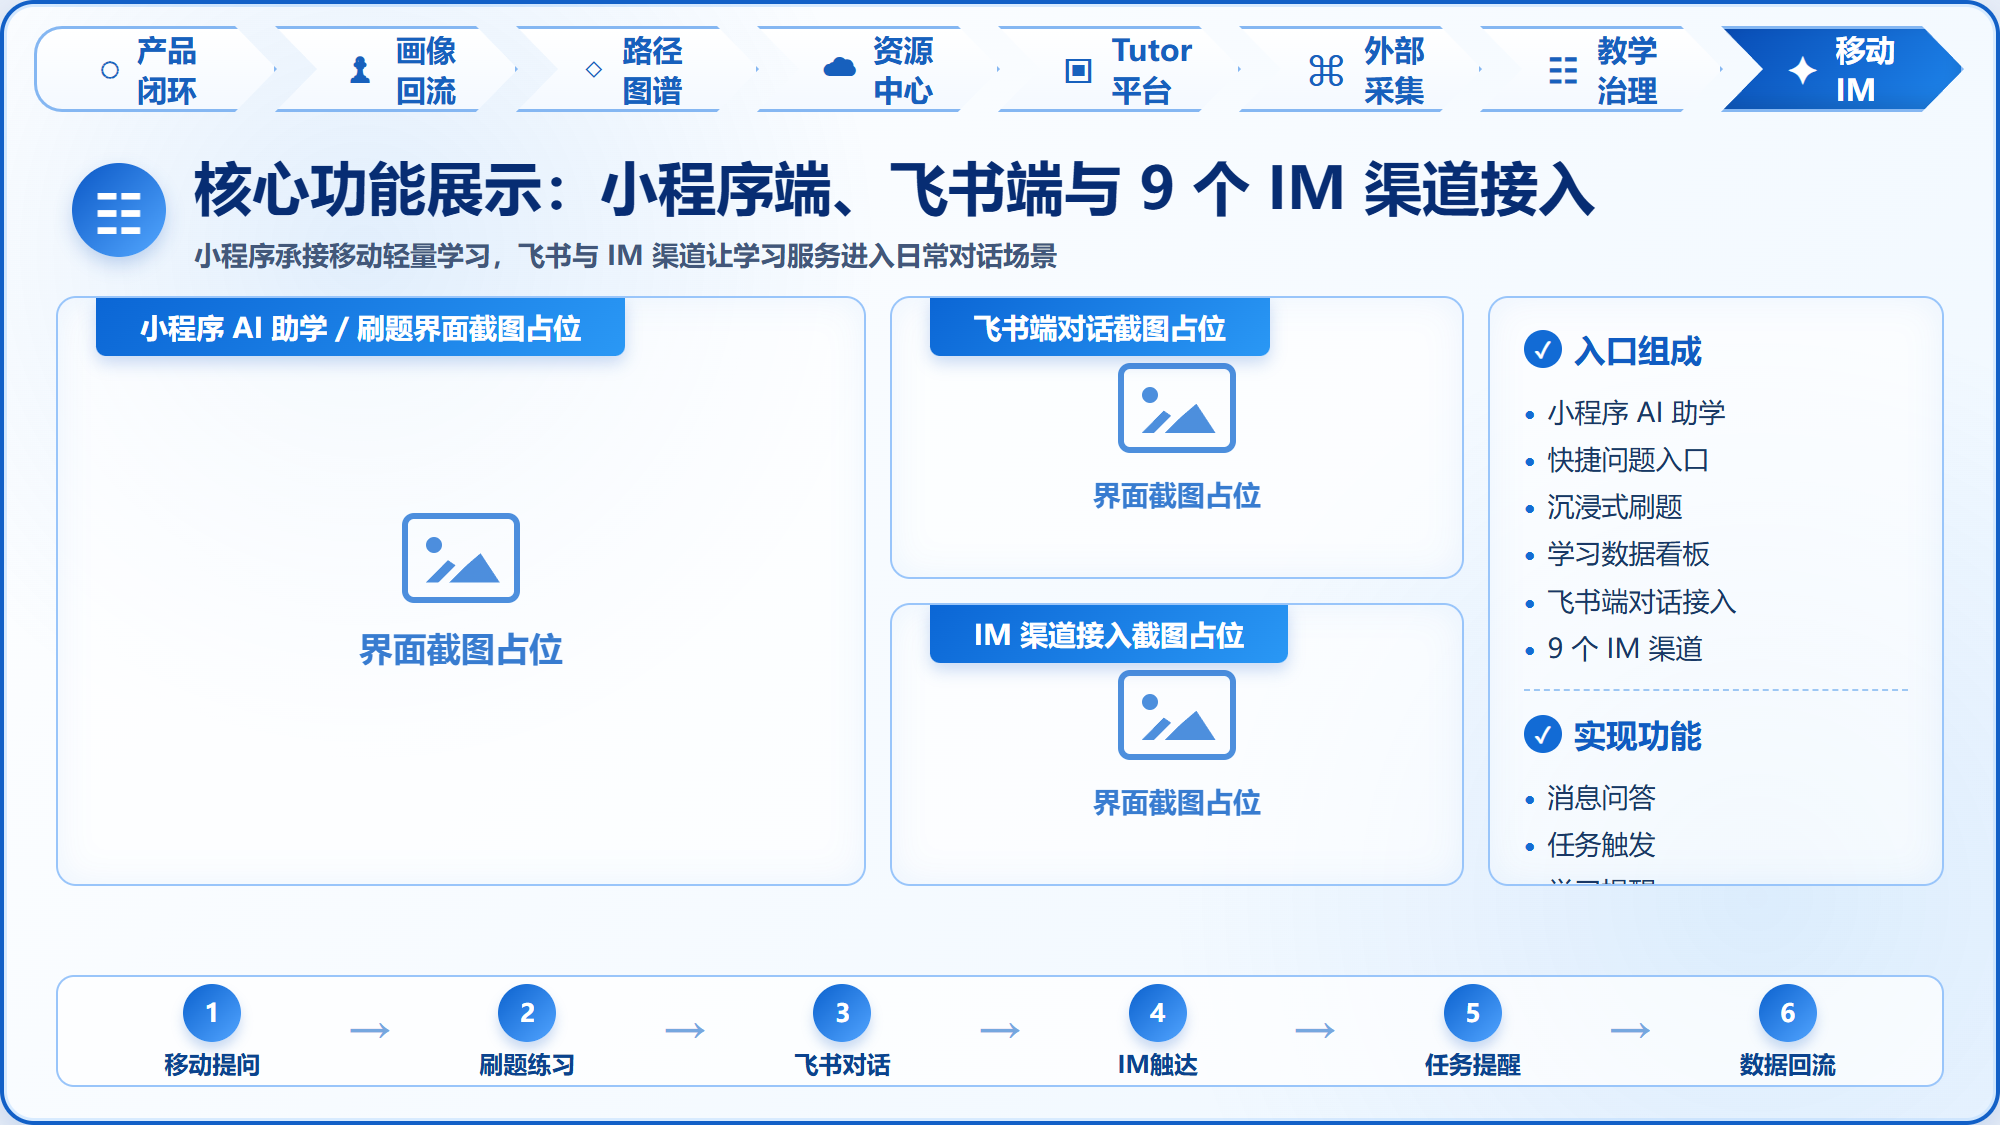 产品
闭环
画像
回流
路径
图谱
资源
中心
Tutor
平台
外部
采集
教学
治理
移动
IM
核心功能展示：小程序端、飞书端与 9 个 IM 渠道接入
小程序承接移动轻量学习，飞书与 IM 渠道让学习服务进入日常对话场景
小程序 AI 助学 / 刷题界面截图占位
界面截图占位
飞书端对话截图占位
界面截图占位
IM 渠道接入截图占位
界面截图占位
入口组成
• 小程序 AI 助学
• 快捷问题入口
• 沉浸式刷题
• 学习数据看板
• 飞书端对话接入
• 9 个 IM 渠道
实现功能
• 消息问答
• 任务触发
1
移动提问
→
2
刷题练习
→
3
飞书对话
→
4
IM触达
→
5
任务提醒
→
6
数据回流